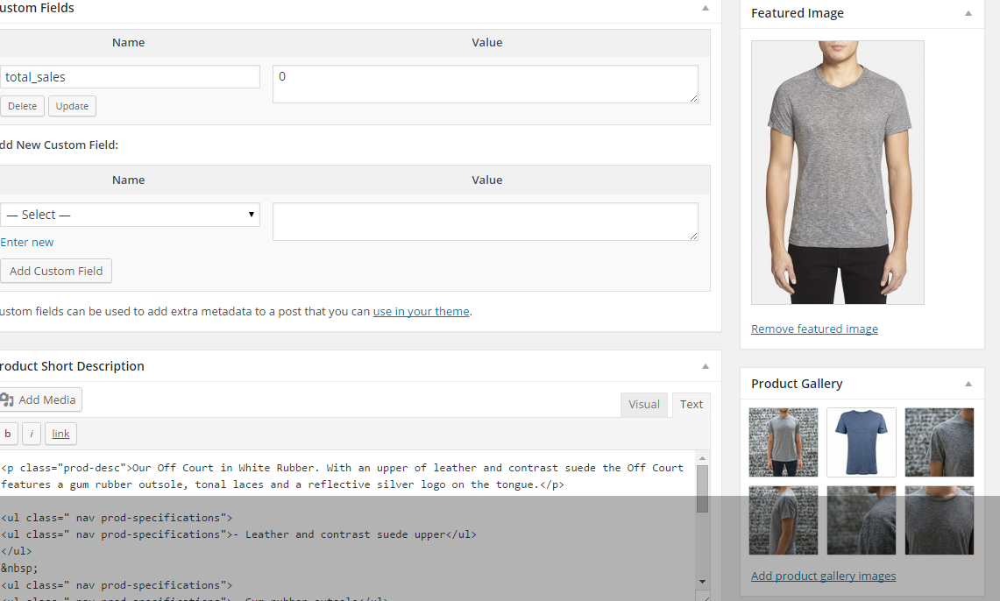 ustom Fields
Name Value
total_sales 0
Delete Update
dd New Custom Field:
Name Value
— Select —
Enter new
Add Custom Field
ustom fields can be used to add extra metadata to a post that you can use in your theme.
roduct Short Description
Add Media
Visual Text
b i link
<p class="prod-desc">Our Off Court in White Rubber. With an upper of leather and contrast suede the Off Court
features a gum rubber outsole, tonal laces and a reflective silver logo on the tongue.</p>
<ul class=" nav prod-specifications">
<ul class=" nav prod-specifications">- Leather and contrast suede upper</ul>
</ul>
&nbsp;
<ul class=" nav prod-specifications">
<ul class=" nav prod-specifications">- Gum rubber outsole</ul>
Featured Image
Remove featured image
Product Gallery
Add product gallery images